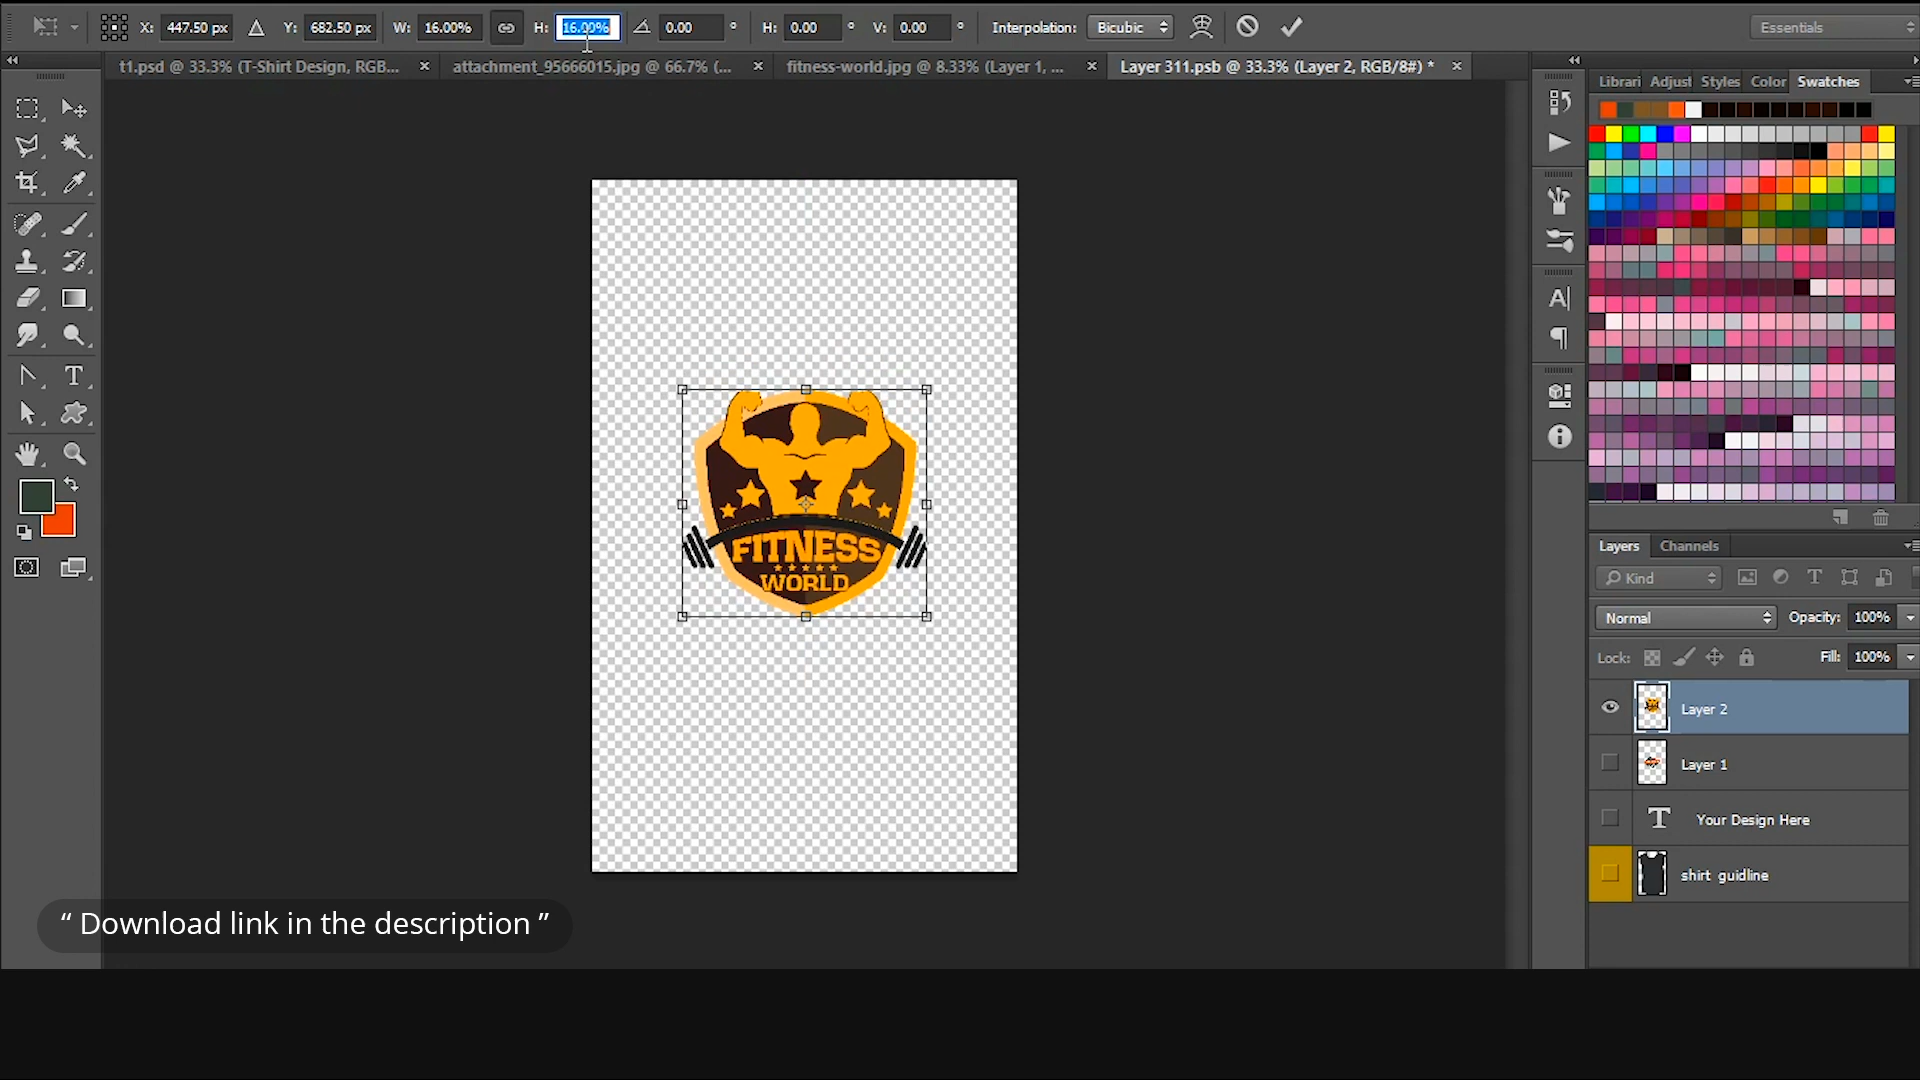 X: 447.50 px Y: 682.50 px W: 16.00% H: 16.00% 0.00 ° H: 0.00 ° V: 0.00 ° Interpolation: Bicubic Essentials
t1.psd @ 33.3% (T-Shirt Design, RGB... × attachment_95666015.jpg @ 66.7% (... × fitness-world.jpg @ 8.33% (Layer 1, ... × Layer 311.psb @ 33.3% (Layer 2, RGB/8#) * ×
Librari Adjust Styles Color Swatches
FITNESS
WORLD
Layers Channels
Kind
Normal Opacity: 100%
Lock: Fill: 100%
Layer 2
Layer 1
Your Design Here
shirt guidline
“ Download link in the description ”